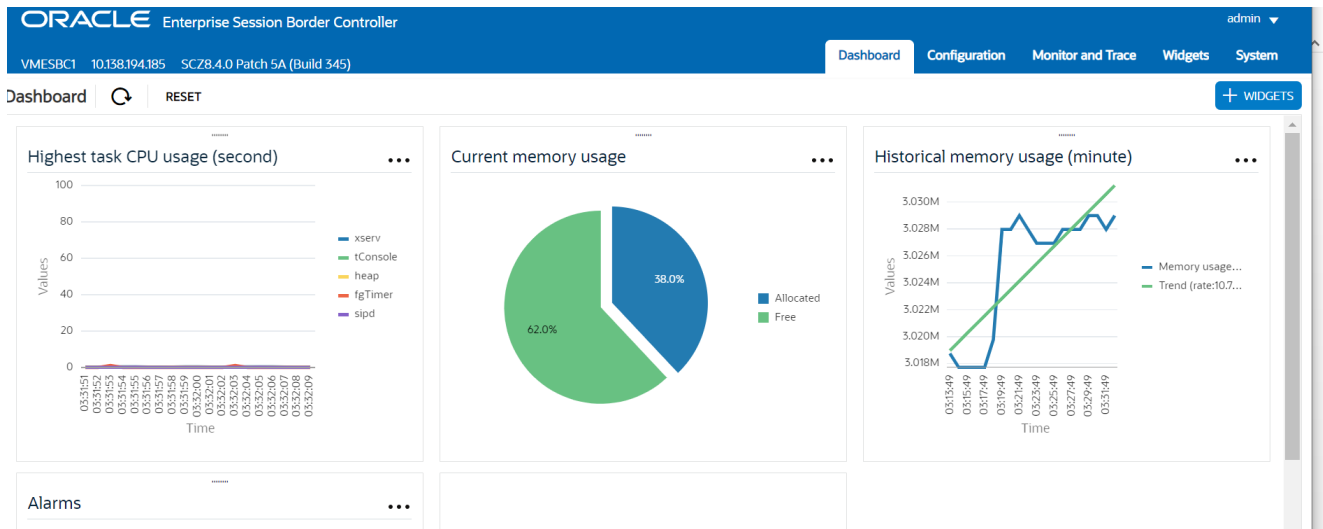 ORACLE Enterprise Session Border Controller
admin
VMESBC1 10.138.194.185 SCZ8.4.0 Patch 5A (Build 345)
Dashboard Configuration Monitor and Trace Widgets System
Dashboard RESET
+ WIDGETS
Highest task CPU usage (second)
100
80
60
40
20
0
Values
03:31:51
03:31:52
03:31:53
03:31:54
03:31:55
03:31:56
03:31:57
03:31:58
03:31:59
03:32:00
03:32:01
03:32:02
03:32:03
03:32:04
03:32:05
03:32:06
03:32:07
03:32:08
03:32:09
Time
xserv
tConsole
heap
fgTimer
sipd
Current memory usage
38.0%
62.0%
Allocated
Free
Historical memory usage (minute)
3.030M
3.028M
3.026M
3.024M
3.022M
3.020M
3.018M
Values
03:13:49
03:15:49
03:17:49
03:19:49
03:21:49
03:23:49
03:25:49
03:27:49
03:29:49
03:31:49
Time
Memory usage...
Trend (rate:10.7...
Alarms